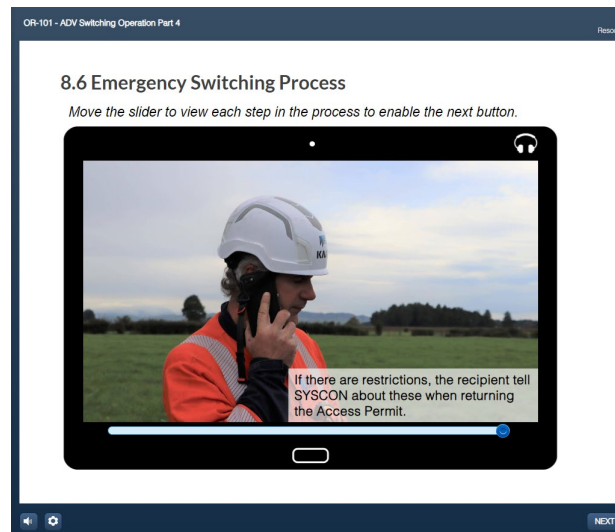 OR-101 - ADV Switching Operation Part 4
8.6 Emergency Switching Process
Move the slider to view each step in the process to enable the next button.
If there are restrictions, the recipient tell
SYSCON about these when returning
the Access Permit.
NEXT